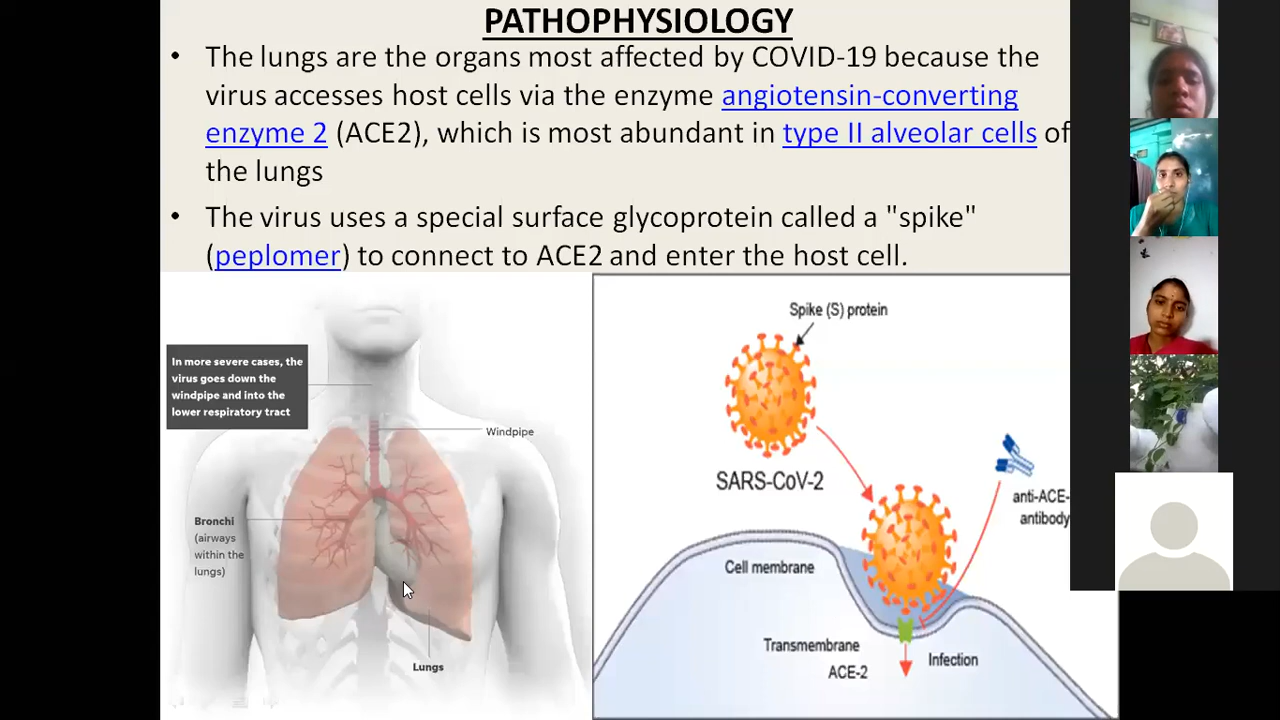 PATHOPHYSIOLOGY
• The lungs are the organs most affected by COVID-19 because the
virus accesses host cells via the enzyme angiotensin-converting
enzyme 2 (ACE2), which is most abundant in type II alveolar cells of
the lungs
• The virus uses a special surface glycoprotein called a "spike"
(peplomer) to connect to ACE2 and enter the host cell.
In more severe cases, the
virus goes down the
windpipe and into the
lower respiratory tract
Windpipe
Bronchi
(airways
within the
lungs)
Lungs
Spike (S) protein
SARS-CoV-2
anti-ACE-
antibody
Cell membrane
Transmembrane
ACE-2
Infection